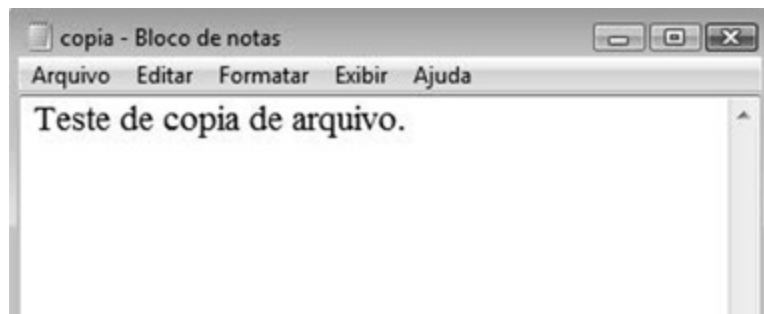 copia - Bloco de notas
Arquivo Editar Formatar Exibir Ajuda
Teste de copia de arquivo.